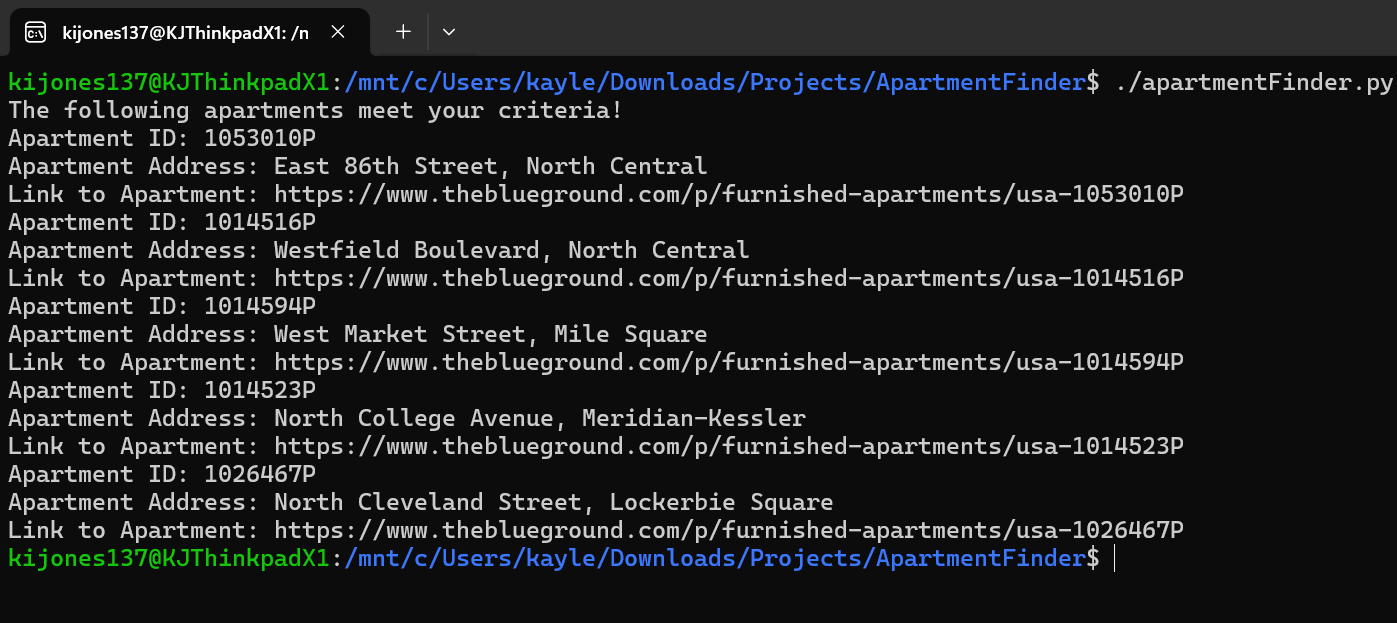 kijones137@KJThinkpadX1: /n
kijones137@KJThinkpadX1:/mnt/c/Users/kayle/Downloads/Projects/ApartmentFinder$ ./apartmentFinder.py
The following apartments meet your criteria!
Apartment ID: 1053010P
Apartment Address: East 86th Street, North Central
Link to Apartment: https://www.theblueground.com/p/furnished-apartments/usa-1053010P
Apartment ID: 1014516P
Apartment Address: Westfield Boulevard, North Central
Link to Apartment: https://www.theblueground.com/p/furnished-apartments/usa-1014516P
Apartment ID: 1014594P
Apartment Address: West Market Street, Mile Square
Link to Apartment: https://www.theblueground.com/p/furnished-apartments/usa-1014594P
Apartment ID: 1014523P
Apartment Address: North College Avenue, Meridian-Kessler
Link to Apartment: https://www.theblueground.com/p/furnished-apartments/usa-1014523P
Apartment ID: 1026467P
Apartment Address: North Cleveland Street, Lockerbie Square
Link to Apartment: https://www.theblueground.com/p/furnished-apartments/usa-1026467P
kijones137@KJThinkpadX1:/mnt/c/Users/kayle/Downloads/Projects/ApartmentFinder$